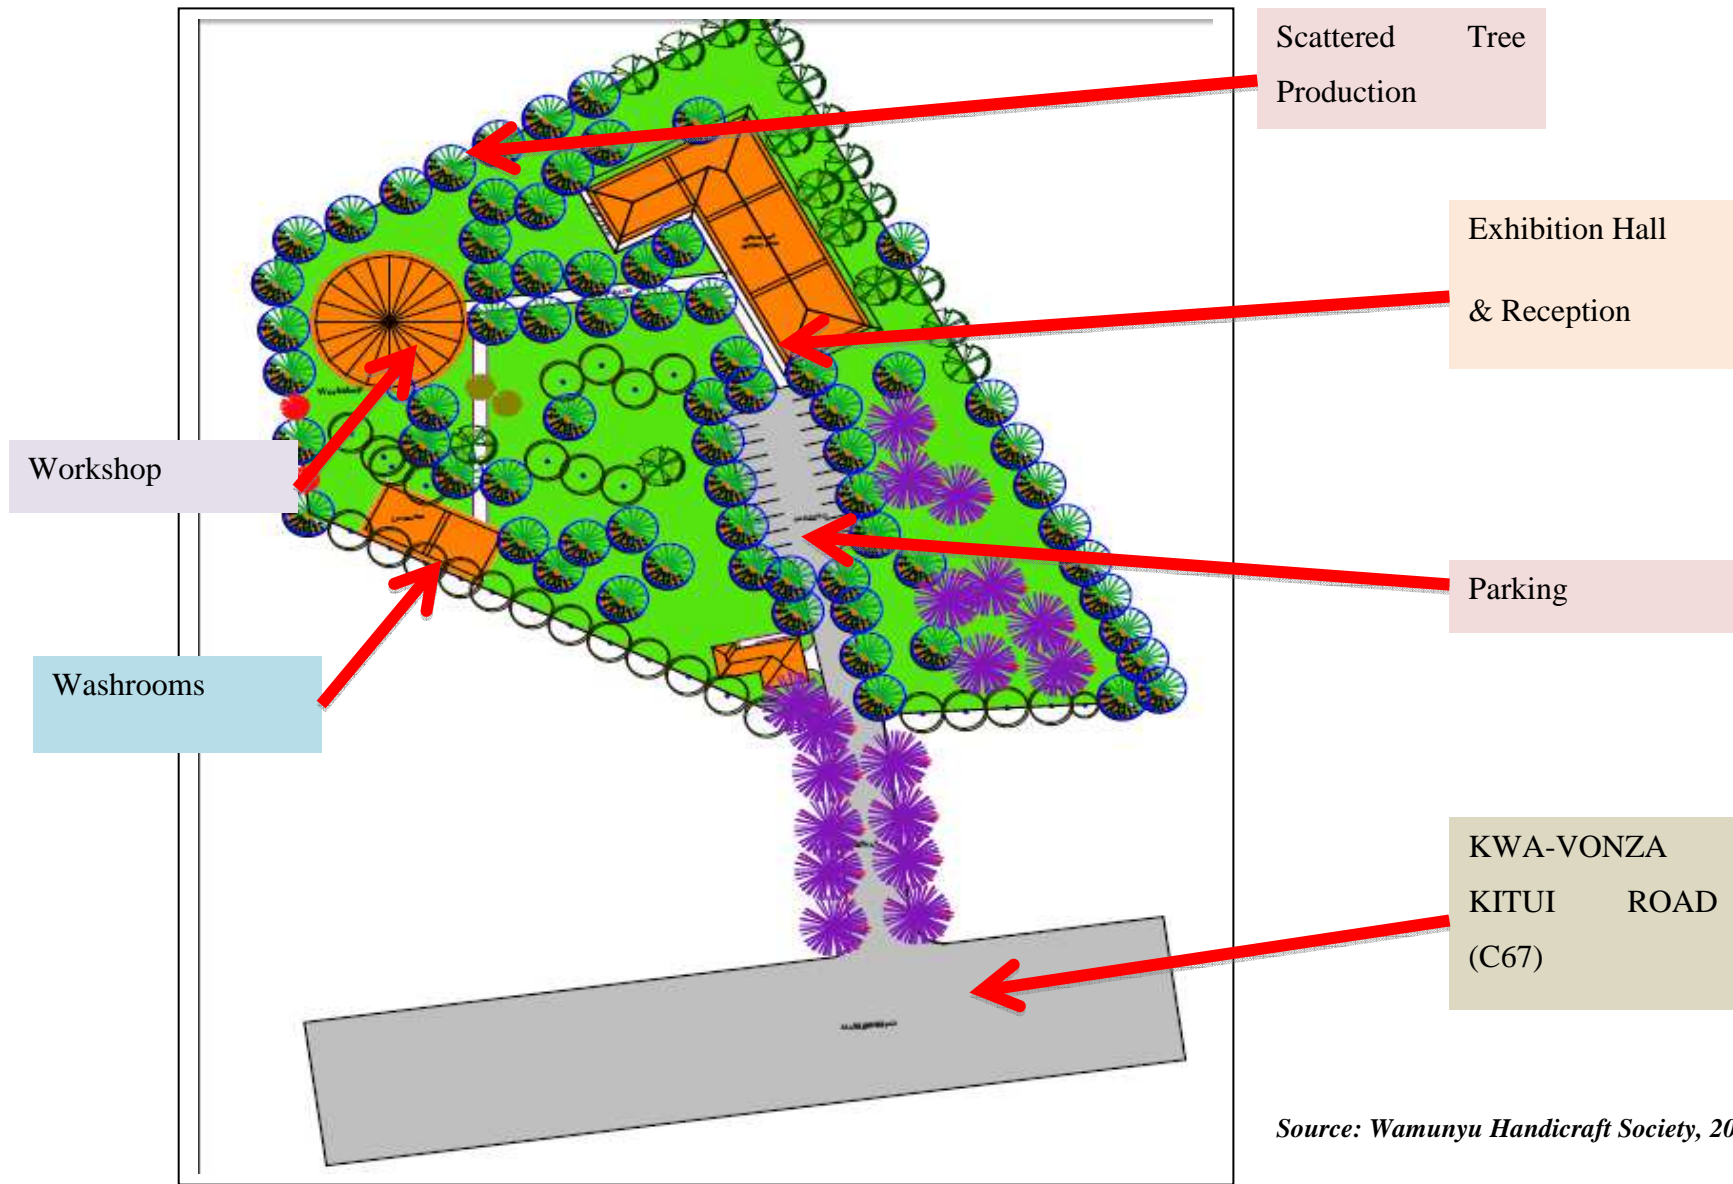 Scattered Tree
Production
Exhibition Hall
& Reception
Workshop
Workshop
Parking
Washrooms
KWA-VONZA
KITUI ROAD
(C67)
Source: Wamunyu Handicraft Society, 20